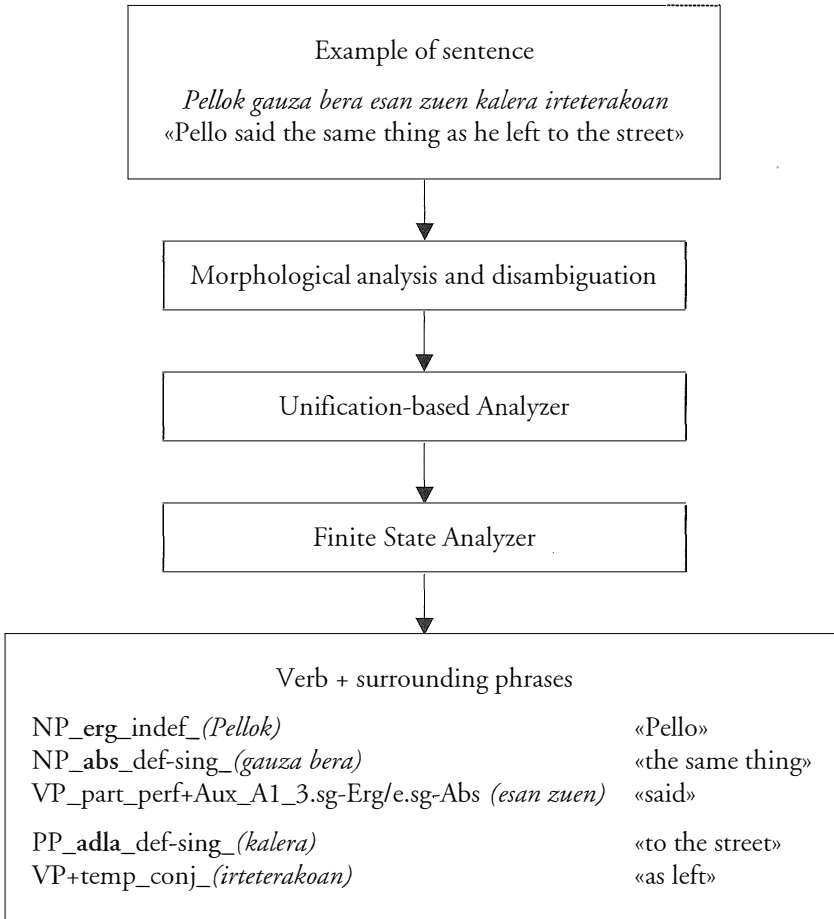 Example of sentence
Pellok gauza bera esan zuen kalera irteterakoan
«Pello said the same thing as he left to the street»
Morphological analysis and disambiguation
Unification-based Analyzer
Finite State Analyzer
Verb + surrounding phrases
NP_erg_indef_(Pellok) «Pello»
NP_abs_def-sing_(gauza bera) «the same thing»
VP_part_perf+Aux_A1_3.sg-Erg/e.sg-Abs (esan zuen) «said»
PP_adla_def-sing_(kalera) «to the street»
VP+temp_conj_(irteterakoan) «as left»